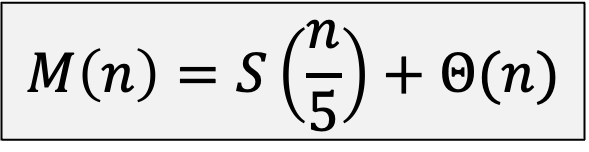 M(n) = S(n/5) + Θ(n)